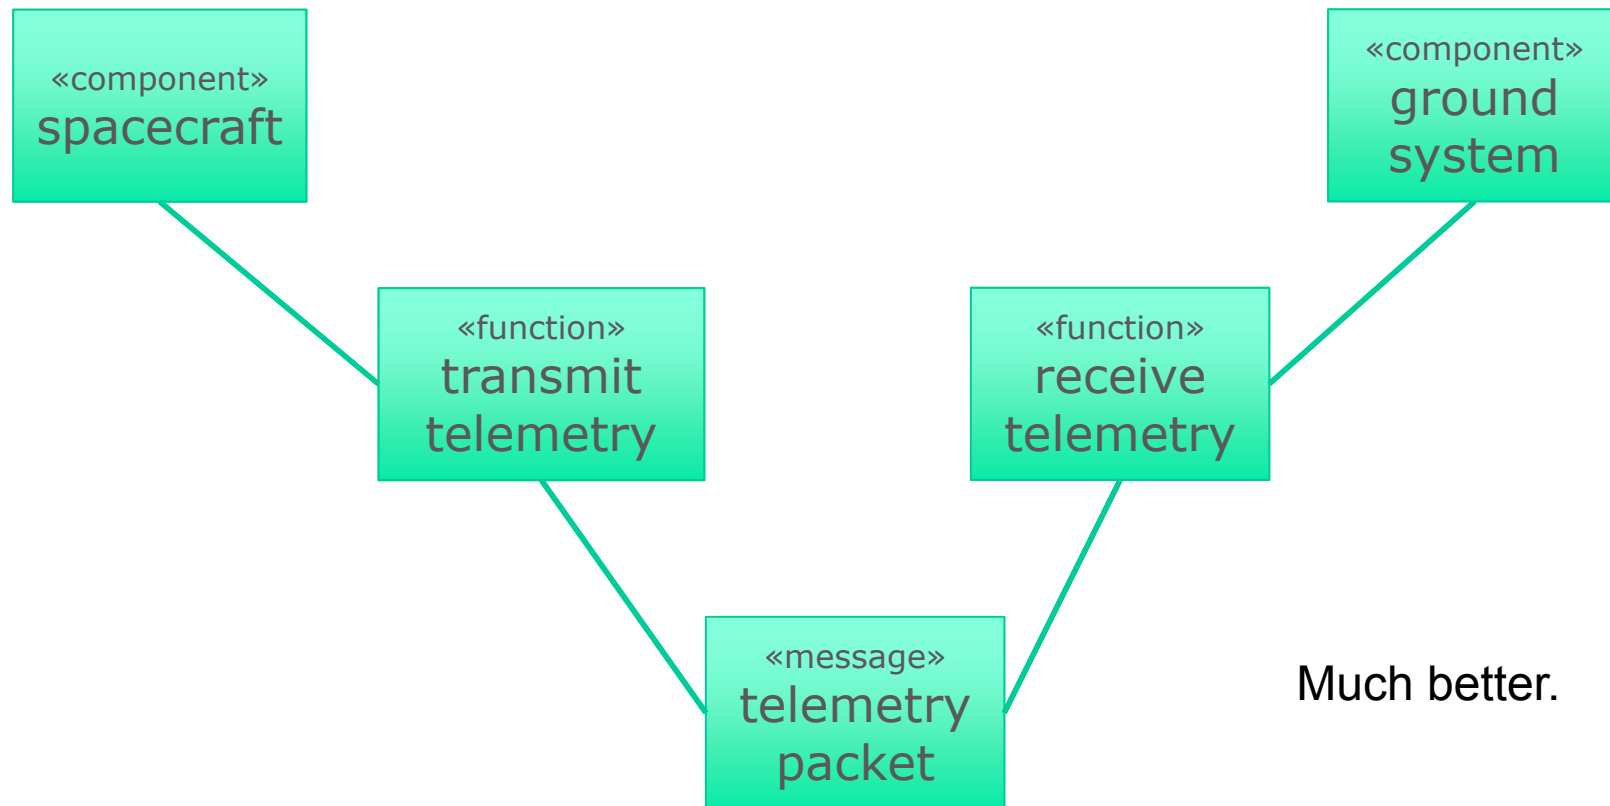 «component»
spacecraft
«component»
ground
system
«function»
transmit
telemetry
«function»
receive
telemetry
«message»
telemetry
packet
Much better.